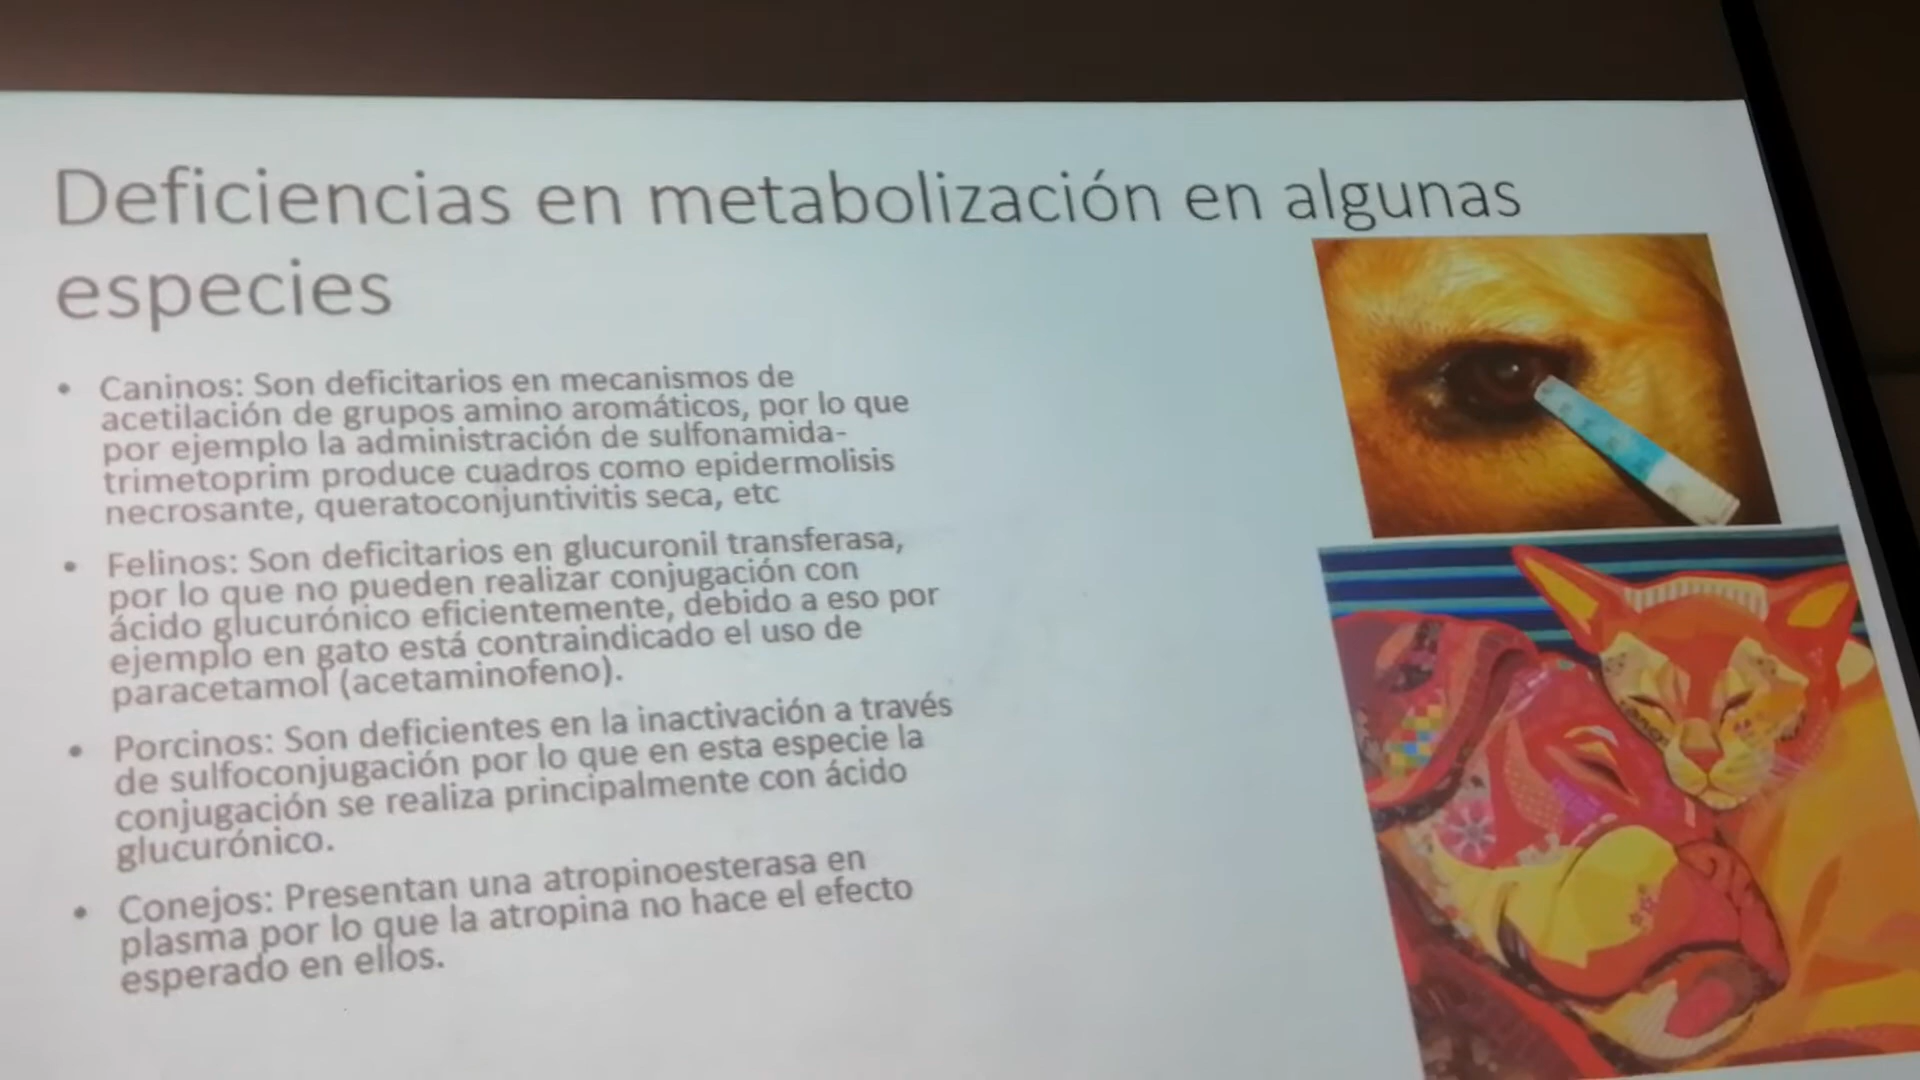 Deficiencias en metabolización en algunas
especies
• Caninos: Son deficitarios en mecanismos de
acetilación de grupos amino aromáticos, por lo que
por ejemplo la administración de sulfonamida-
trimetoprim produce cuadros como epidermolisis
necrosante, queratoconjuntivitis seca, etc
• Felinos: Son deficitarios en glucuronil transferasa,
por lo que no pueden realizar conjugación con
ácido glucurónico eficientemente, debido a eso por
ejemplo en gato está contraindicado el uso de
paracetamol (acetaminofeno).
• Porcinos: Son deficientes en la inactivación a través
de sulfoconjugación por lo que en esta especie la
conjugación se realiza principalmente con ácido
glucurónico.
• Conejos: Presentan una atropinoesterasa en
plasma por lo que la atropina no hace el efecto
esperado en ellos.